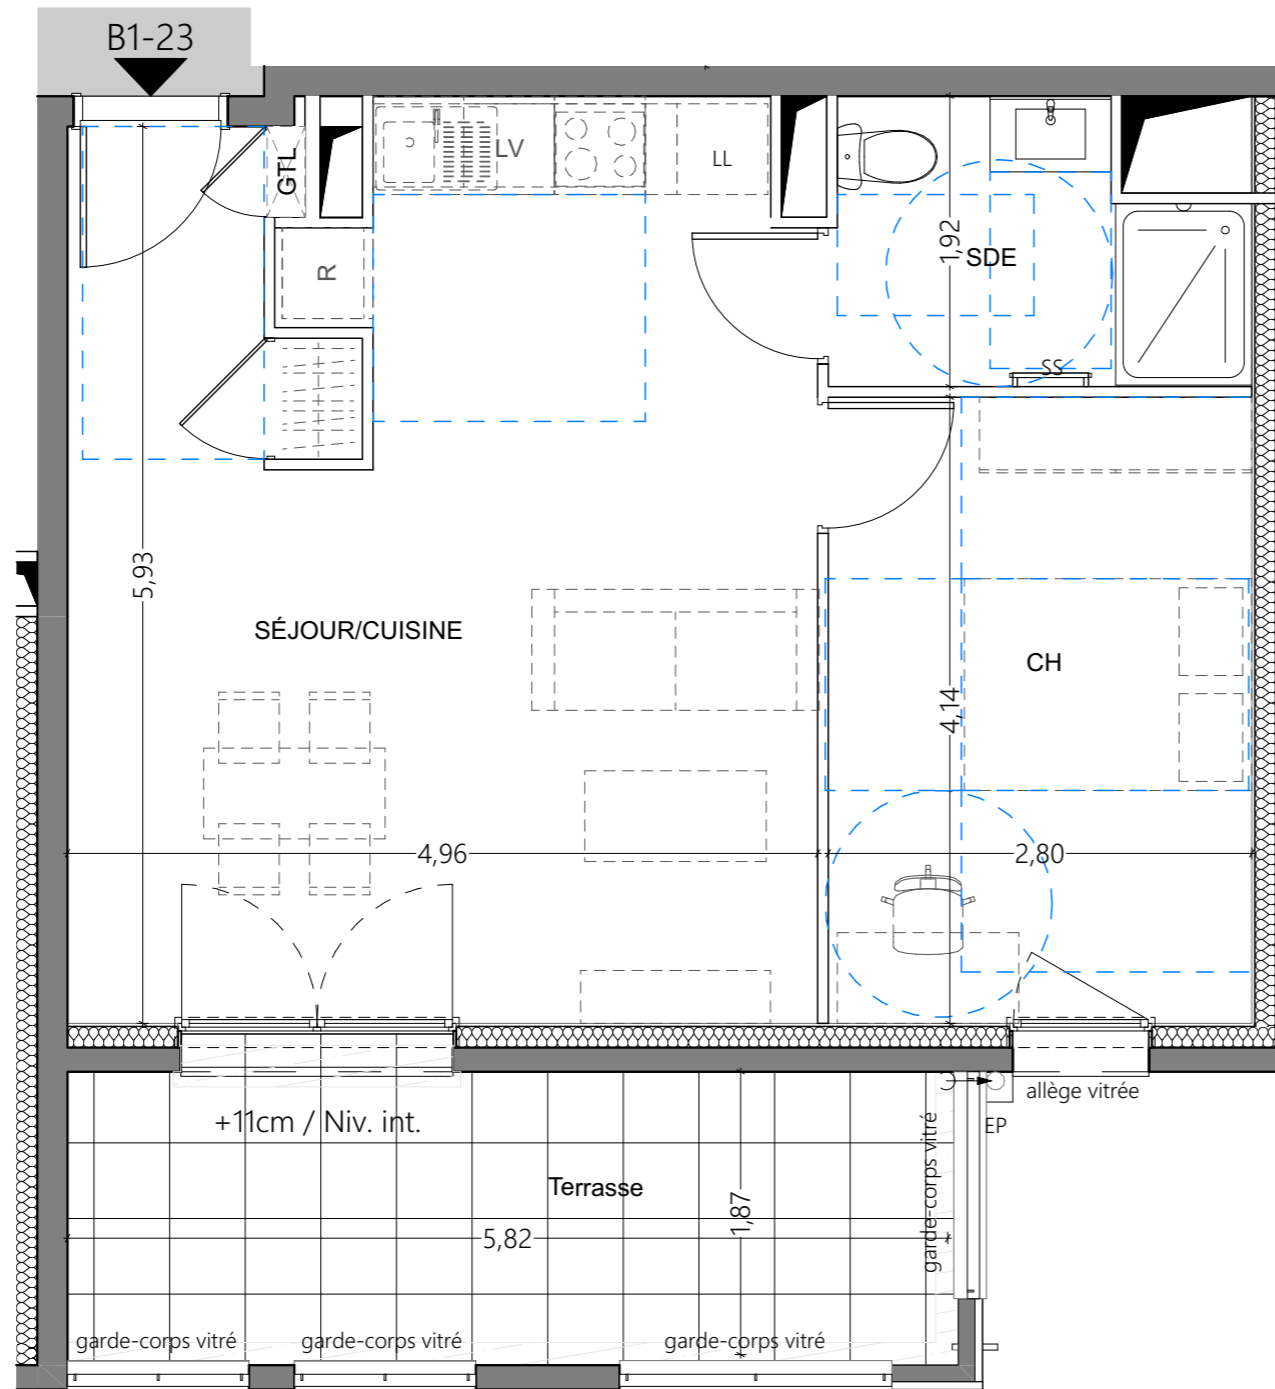 B1-23
GTL
LV
LL
R
1,92
SDE
SS
5,93
SÉJOUR/CUISINE
CH
4,14
4,96
2,80
allège vitrée
+11cm / Niv. int.
EP
garde-corps vitré
Terrasse
1,87
5,82
garde-corps vitré
garde-corps vitré
garde-corps vitré